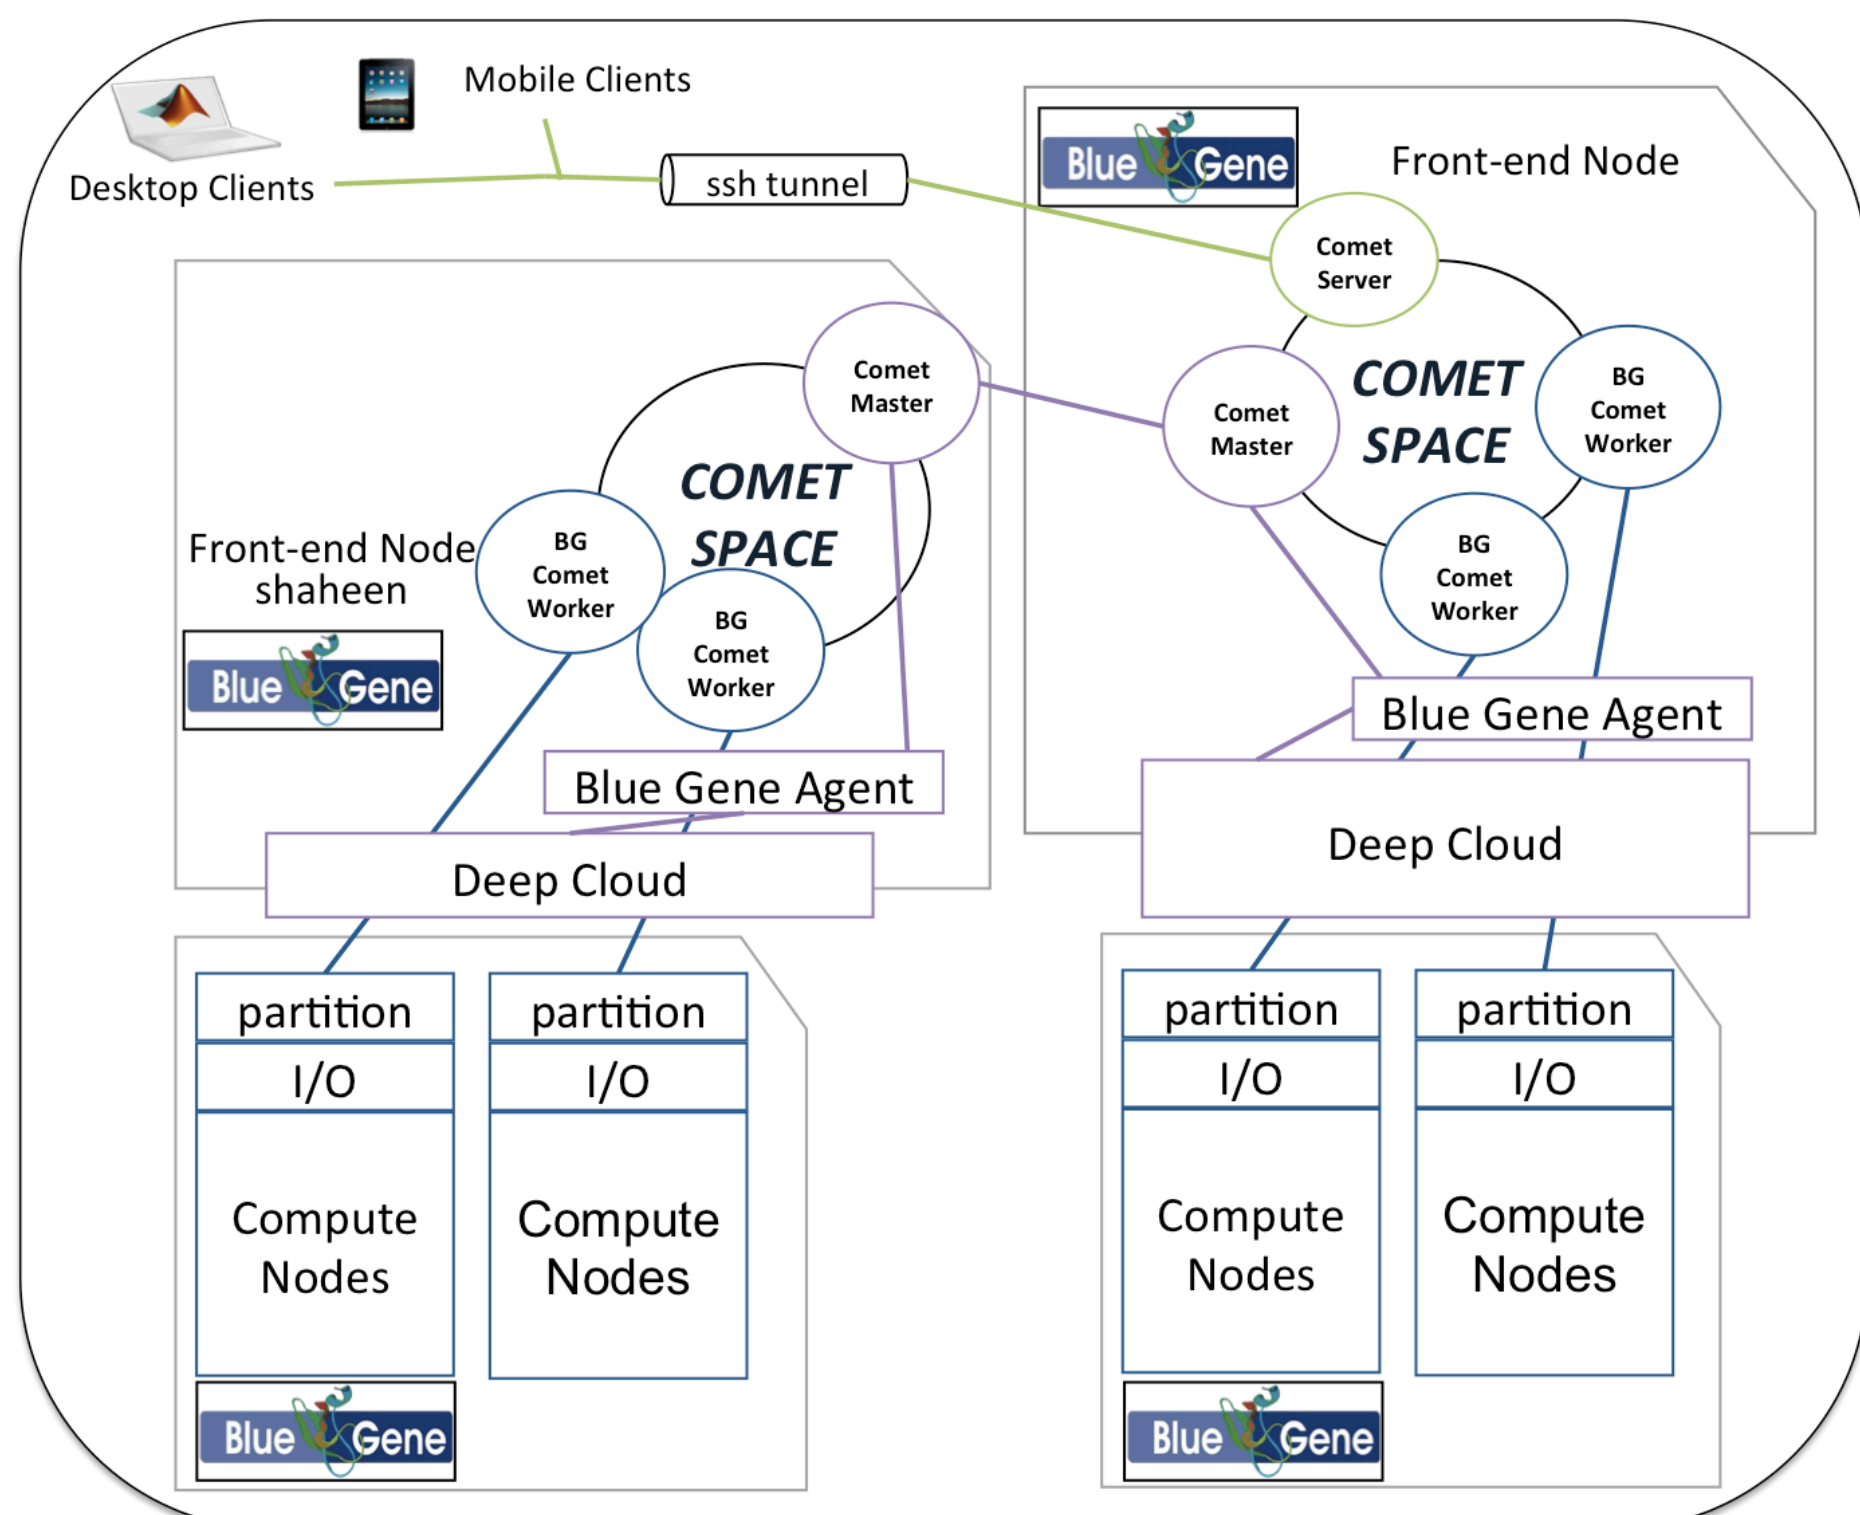 Mobile Clients
Desktop Clients
ssh tunnel
Blue Gene
Front-end Node
Comet
Server
Comet
Master
COMET
SPACE
BG
Comet
Worker
BG
Comet
Worker
Blue Gene Agent
Deep Cloud
Comet
Master
COMET
SPACE
Front-end Node
shaheen
Blue Gene
BG
Comet
Worker
BG
Comet
Worker
Blue Gene Agent
Deep Cloud
partition
I/O
Compute
Nodes
partition
I/O
Compute
Nodes
Blue Gene
partition
I/O
Compute
Nodes
partition
I/O
Compute
Nodes
Blue Gene